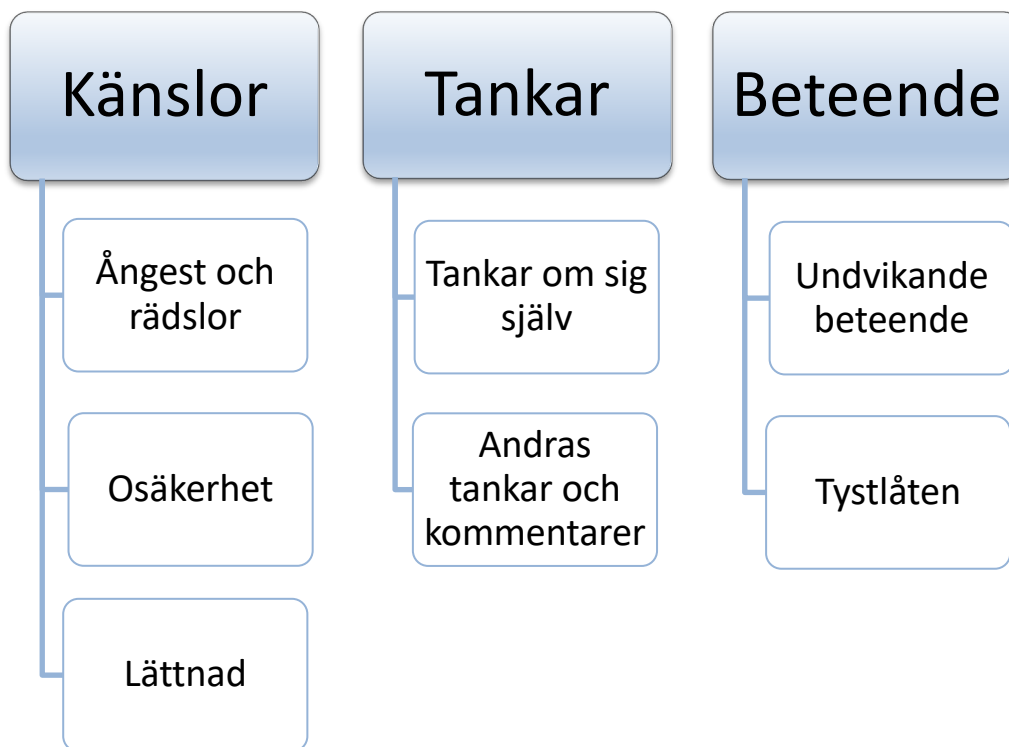 Känslor
Ångest och
rädslor
Osäkerhet
Lättnad
Tankar
Tankar om sig
själv
Andras
tankar och
kommentarer
Beteende
Undvikande
beteende
Tystlåten